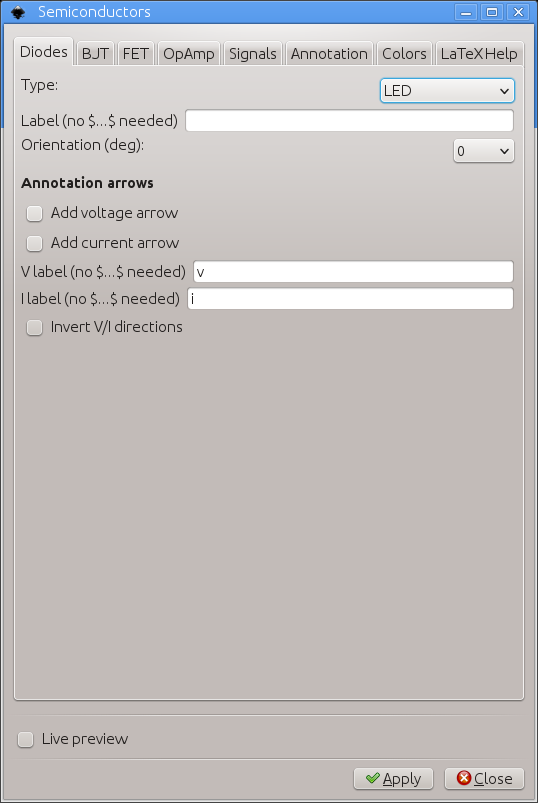 Semiconductors
Diodes BJT FET OpAmp Signals Annotation Colors LaTeX Help
Type: LED
Label (no $...$ needed)
Orientation (deg): 0
Annotation arrows
Add voltage arrow
Add current arrow
V label (no $...$ needed) v
I label (no $...$ needed) i
Invert V/I directions
Live preview
Apply Close